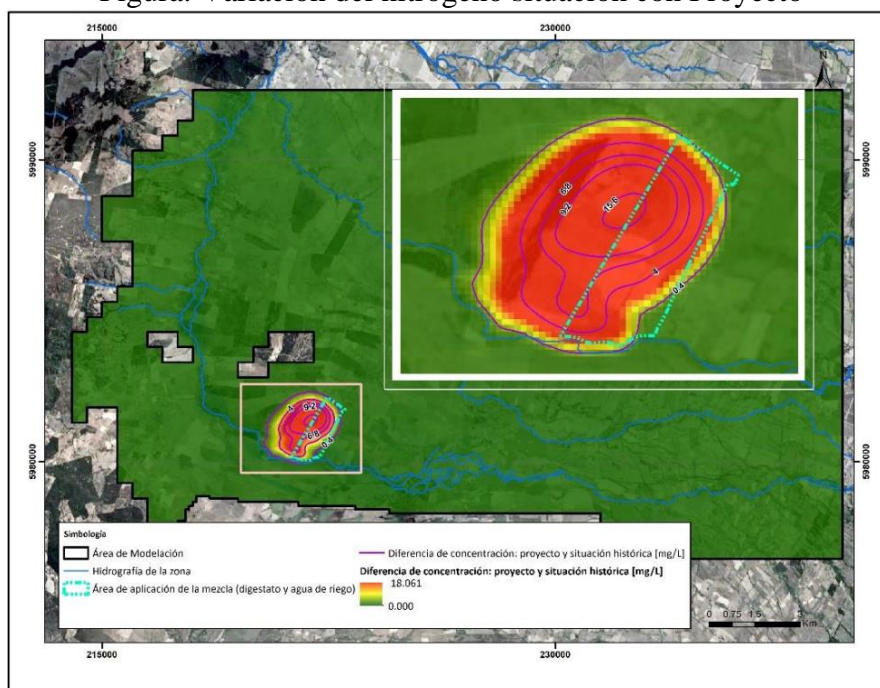 Figura. Variación del nitrógeno situación con Proyecto
215000
230000
N
5990000
5990000
6.8
9.2
15.6
4
0.4
4
9.2
6.8
0.4
5980000
5980000
Simbología
Área de Modelación
Hidrografía de la zona
Área de aplicación de la mezcla (digestato y agua de riego)
Diferencia de concentración: proyecto y situación histórica [mg/L]
Diferencia de concentración: proyecto y situación histórica [mg/L]
18.061
0.000
0 0.75 1.5 3
Km
215000
230000